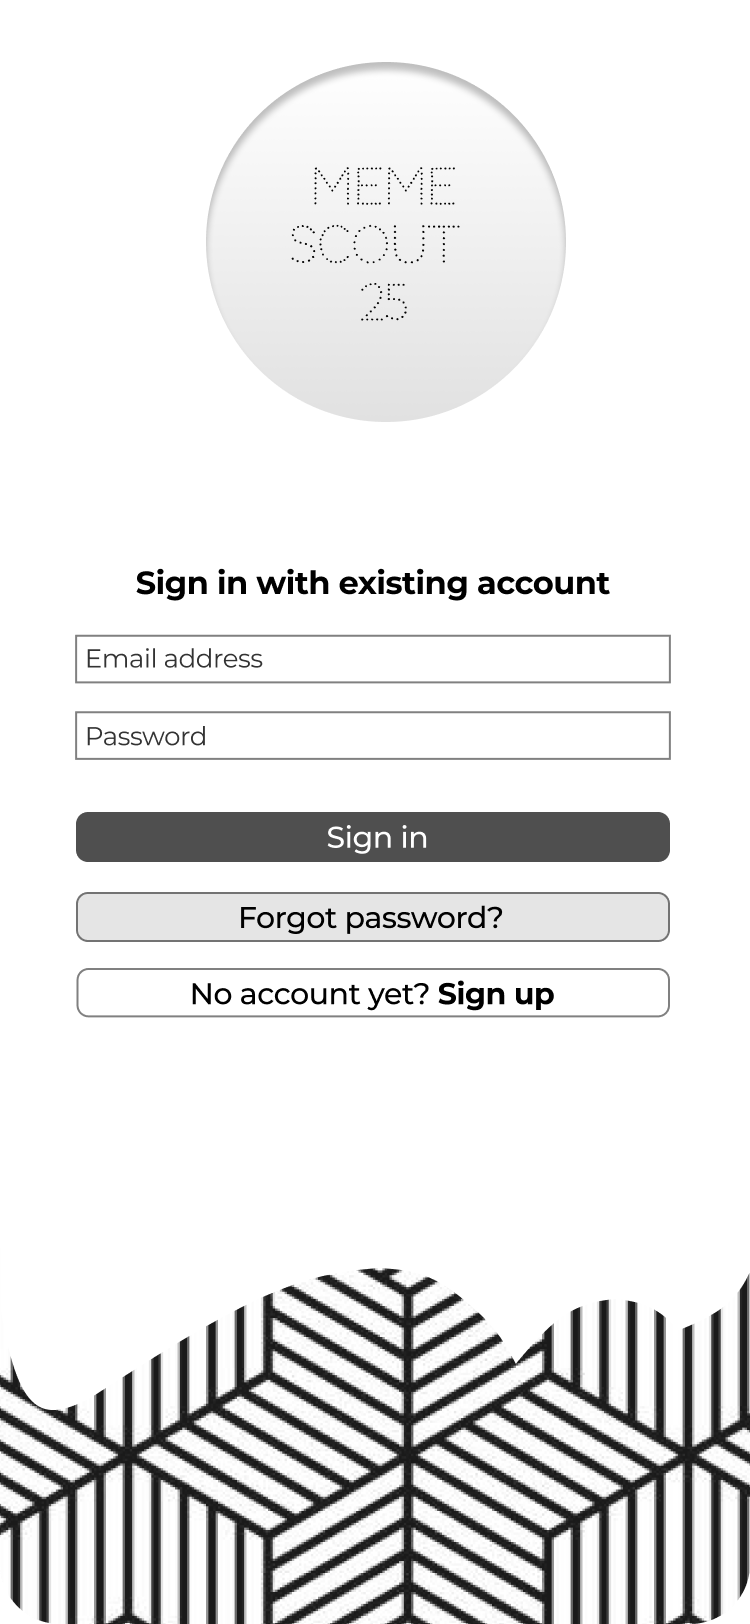 MEME
SCOUT
25
Sign in with existing account
Email address
Password
Sign in
Forgot password?
No account yet? Sign up